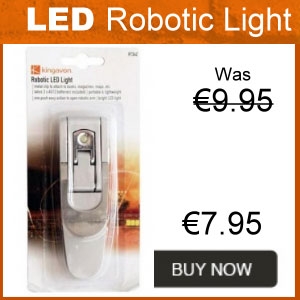 LED Robotic Light
Was
€9.95
kingavon
Robotic LED Light
€7.95
BUY NOW